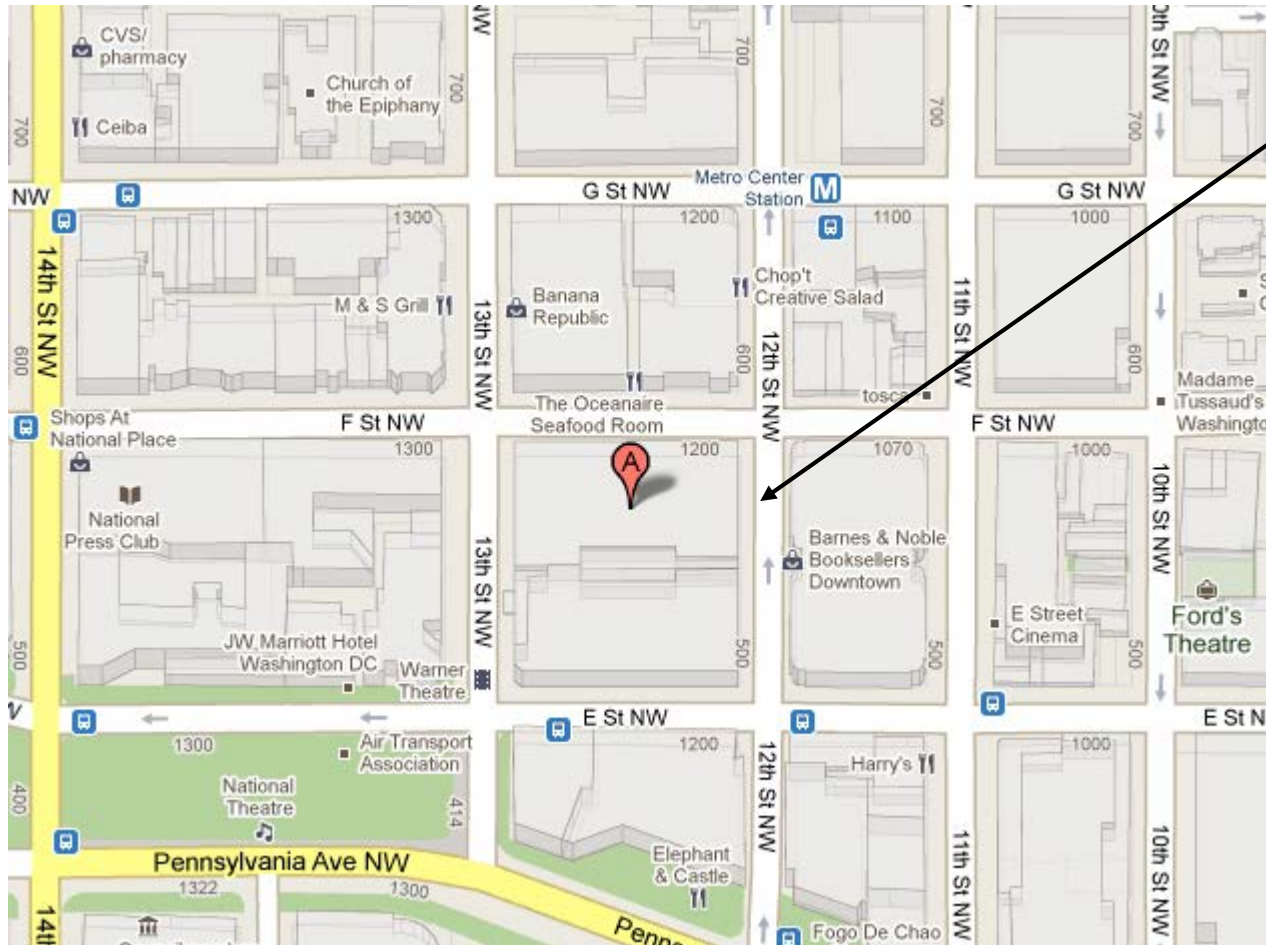 CVS/
pharmacy
Church of
the Epiphany
Ceiba
700
700
NW
700
700
700
0th St NW
NW
G St NW
Metro Center
Station
M
G St NW
1300
1200
1100
1000
14th St NW
M & S Grill
13th St NW
Banana
Republic
Chop't
Creative Salad
12th St NW
11th St NW
600
600
600
tosca
Madame
Tussaud's
Washingto
The Oceanaire
Seafood Room
Shops At
National Place
F St NW
F St NW
1300
A
1200
1070
1000
10th St NW
National
Press Club
13th St NW
Barnes & Noble
Booksellers
Downtown
E Street
Cinema
Ford's
Theatre
JW Marriott Hotel
Washington DC
Warner
Theatre
500
500
500
500
E St NW
E St N
1300
Air Transport
Association
1200
12th St NW
Harry's
1000
National
Theatre
400
414
Pennsylvania Ave NW
Elephant
& Castle
11th St NW
10th St NW
1322
1300
14th
Penns
Fogo De Chao